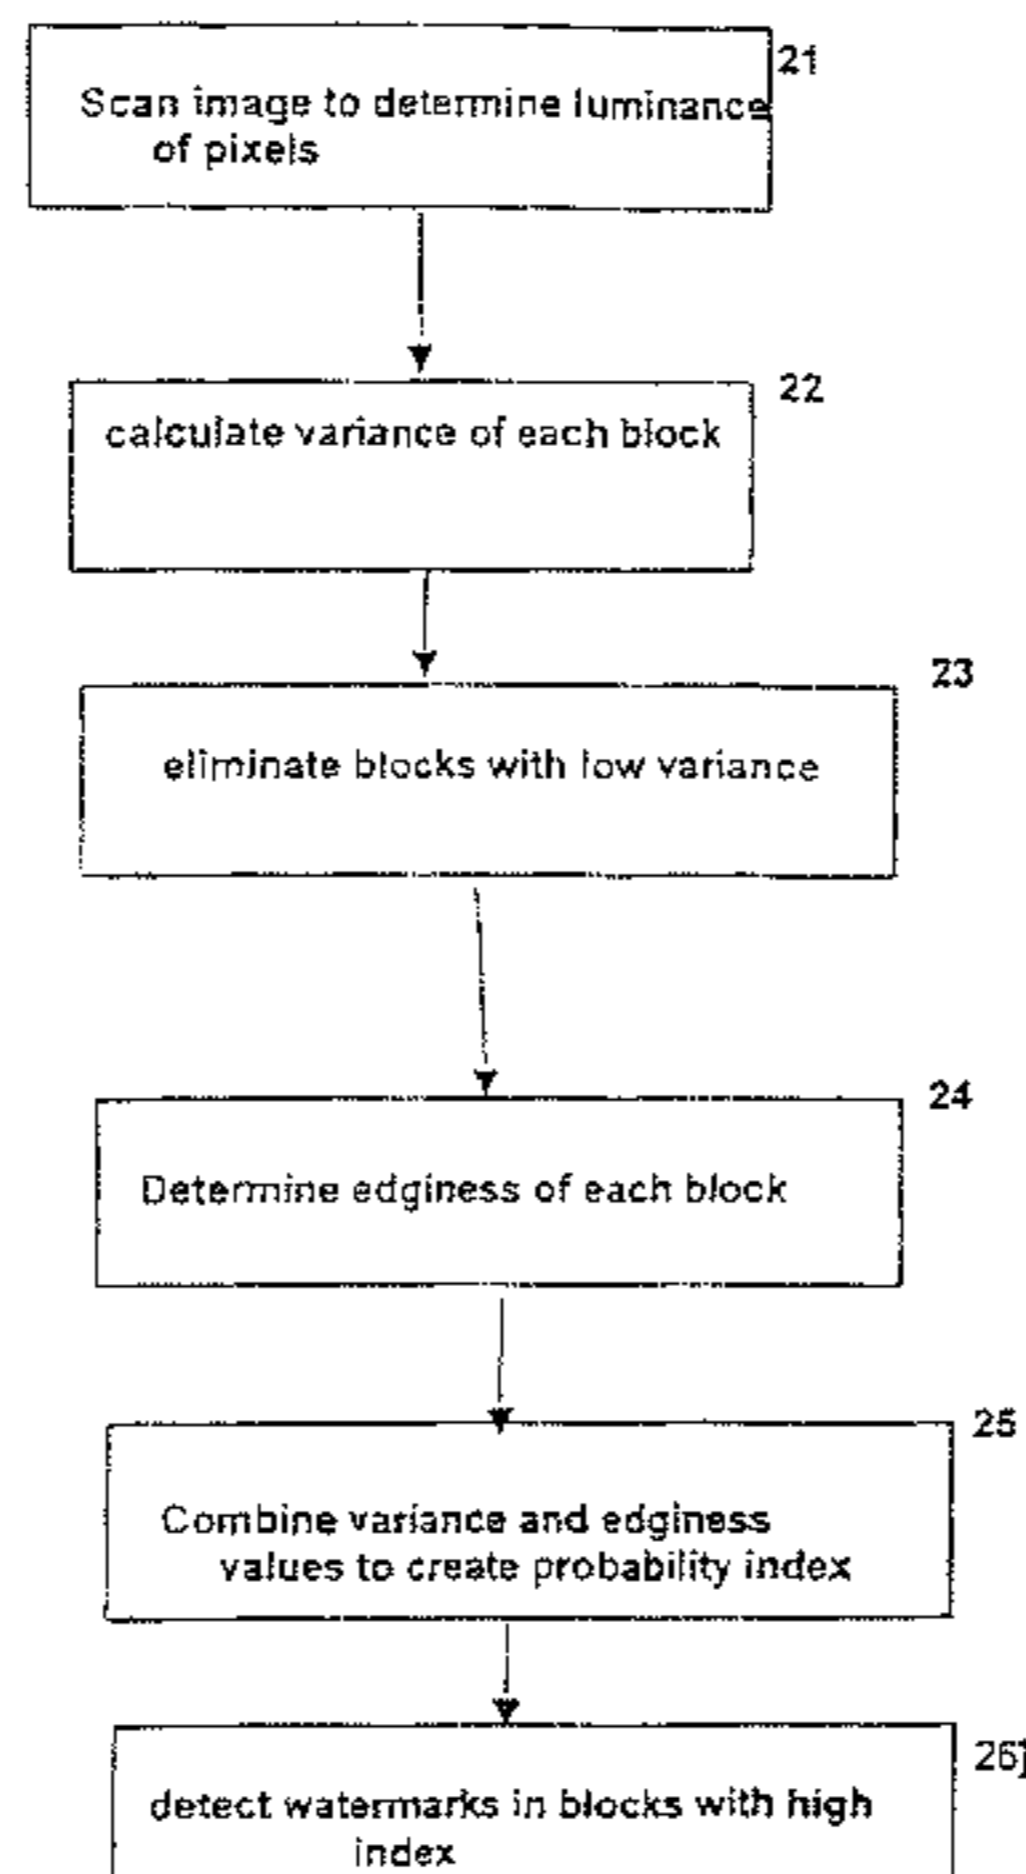 21
Scan image to determine luminance
of pixels
22
calculate variance of each block
23
eliminate blocks with low variance
24
Determine edginess of each block
25
Combine variance and edginess
values to create probability index
26
detect watermarks in blocks with high
index